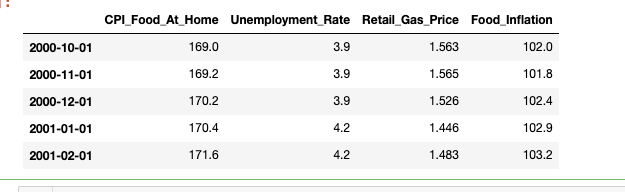 ]:
CPI_Food_At_Home Unemployment_Rate Retail_Gas_Price Food_Inflation
2000-10-01 169.0 3.9 1.563 102.0
2000-11-01 169.2 3.9 1.565 101.8
2000-12-01 170.2 3.9 1.526 102.4
2001-01-01 170.4 4.2 1.446 102.9
2001-02-01 171.6 4.2 1.483 103.2